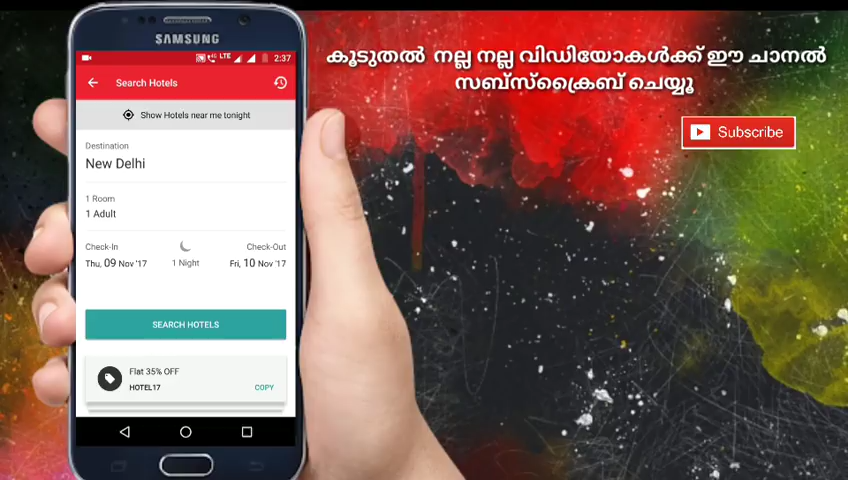 SAMSUNG
LTE 2:37
Search Hotels
Show Hotels near me tonight
Destination
New Delhi
1 Room
1 Adult
Check-In Check-Out
Thu, 09 Nov '17 1 Night Fri, 10 Nov '17
SEARCH HOTELS
Flat 35% OFF
HOTEL17 COPY
കൂടുതൽ നല്ല നല്ല വിഡിയോകൾക്ക് ഈ ചാനൽ
സബ്സ്ക്രൈബ് ചെയ്യൂ
Subscribe